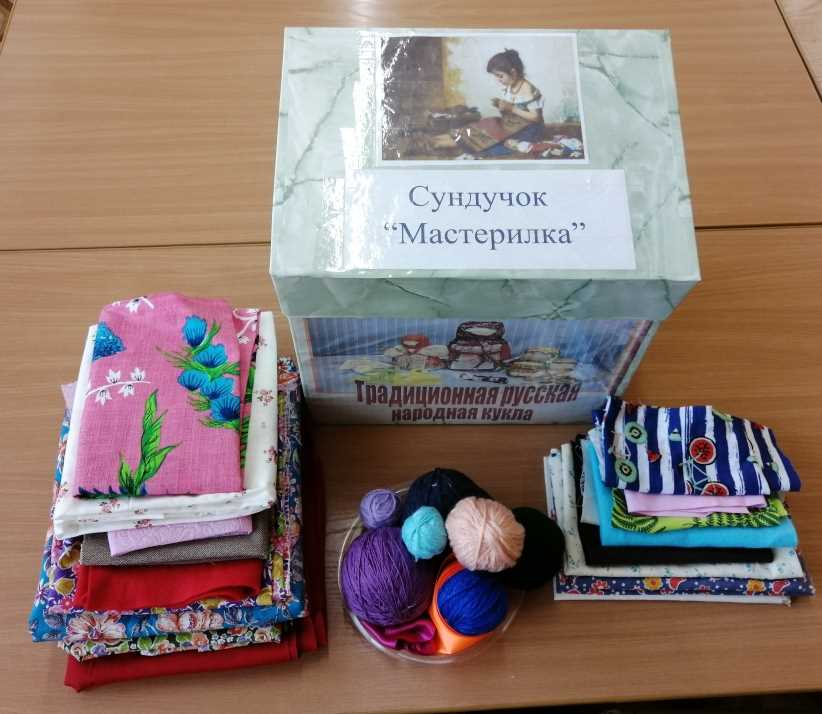 Сундучок
“Мастерилка”
Традиционная русская
народная кукла